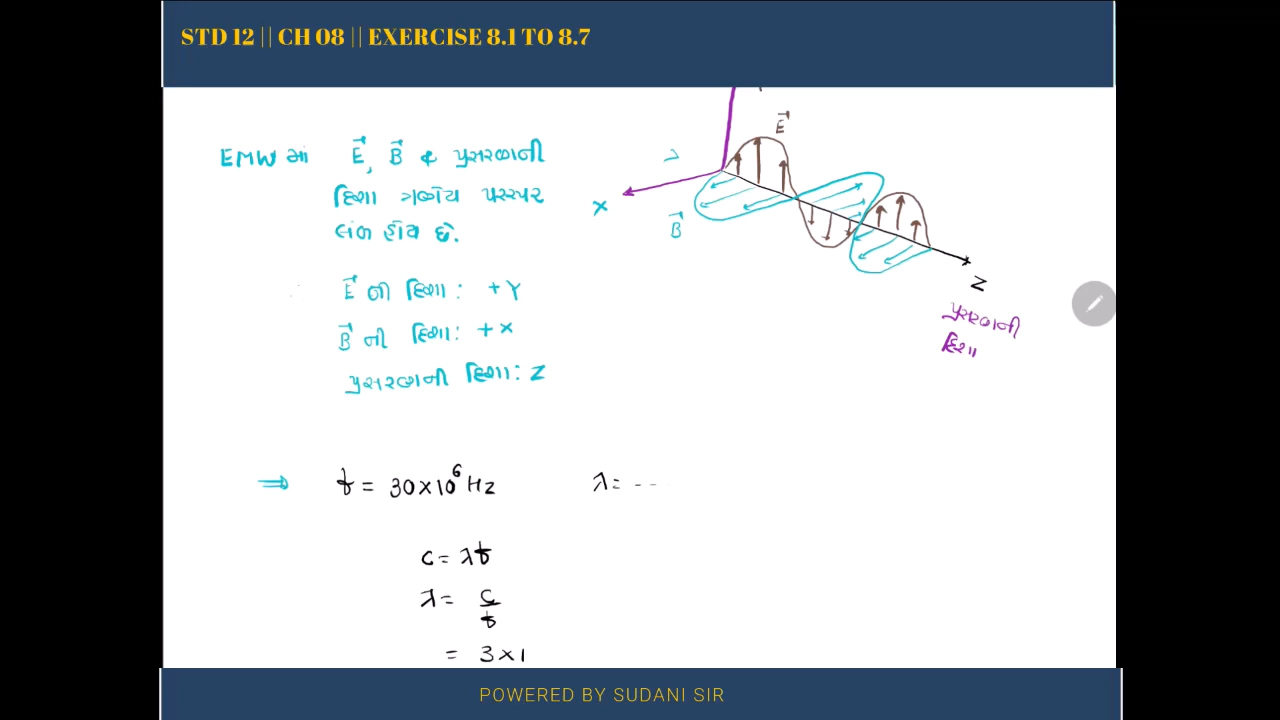 STD 12 || CH 08 || EXERCISE 8.1 TO 8.7
EMW માં E⃗, B⃗ & પ્રસરણની
દિશા ત્રણેય પરસ્પર
લંબ હોય છે.
E⃗ ની દિશા : +Y
B⃗ ની દિશા : +X
પ્રસરણની દિશા : Z
E⃗
X
B⃗
Z
પ્રસરણની
દિશા
⇒ f = 30×10⁶ Hz λ = - - -
c = λf
λ = c/f
= 3×1
POWERED BY SUDANI SIR